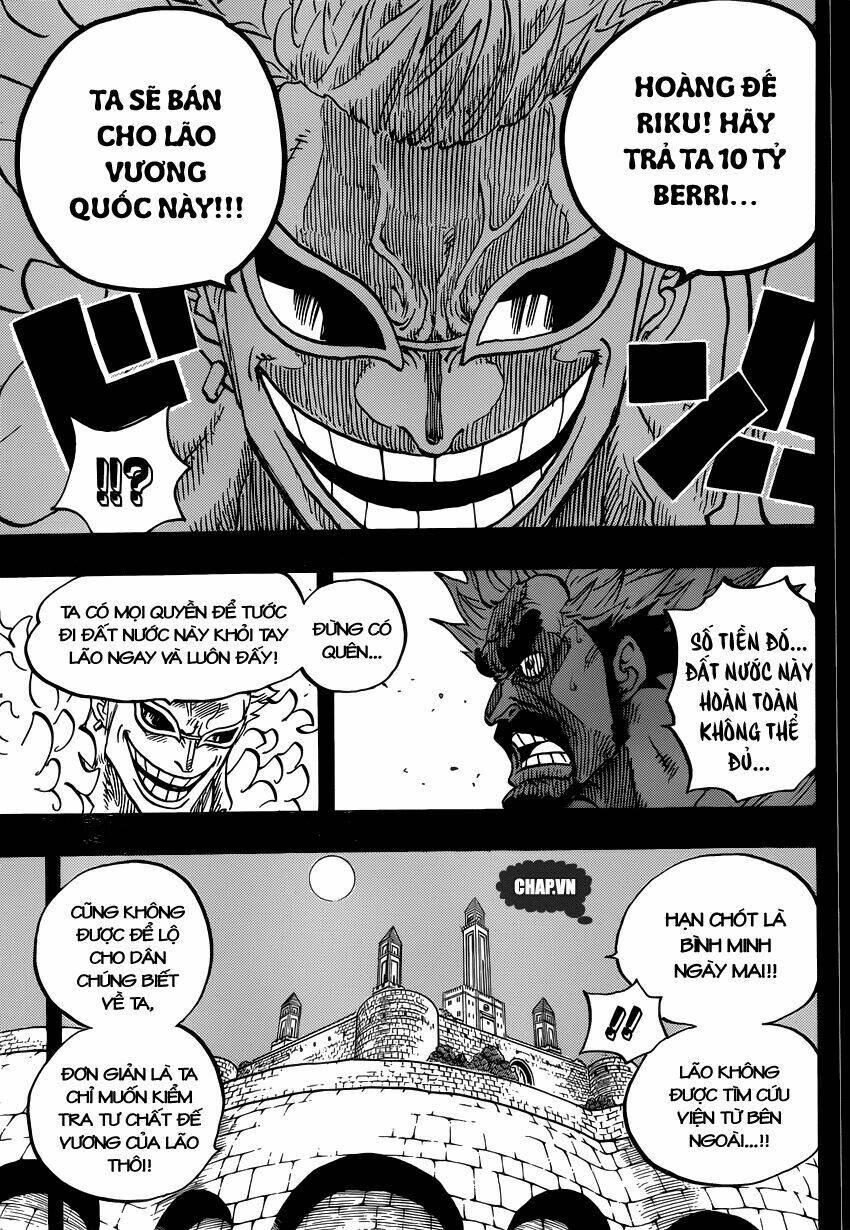 HOÀNG ĐẾ
RIKU! HÃY
TRẢ TA 10 TỶ
BERRI...
TA SẼ BÁN
CHO LÃO
VƯƠNG
QUỐC NÀY!!!
!!?
SỐ TIỀN ĐÓ...
ĐẤT NƯỚC NÀY
HOÀN TOÀN
KHÔNG THỂ
ĐỦ...
ĐỪNG CÓ
QUÊN...
TA CÓ MỌI QUYỀN ĐỂ TƯỚC
ĐI ĐẤT NƯỚC NÀY KHỎI TAY
LÃO NGAY VÀ LUÔN ĐẤY!
CHAP.VN
HẠN CHÓT LÀ
BÌNH MINH
NGÀY MAI!!
!!
LÃO KHÔNG
ĐƯỢC TÌM CỨU
VIỆN TỪ BÊN
NGOÀI...!!
CŨNG KHÔNG
ĐƯỢC ĐỂ LỘ
CHO DÂN
CHÚNG BIẾT
VỀ TA,
ĐƠN GIẢN LÀ TA
CHỈ MUỐN KIỂM
TRA TƯ CHẤT ĐẾ
VƯƠNG CỦA LÃO
THÔI!